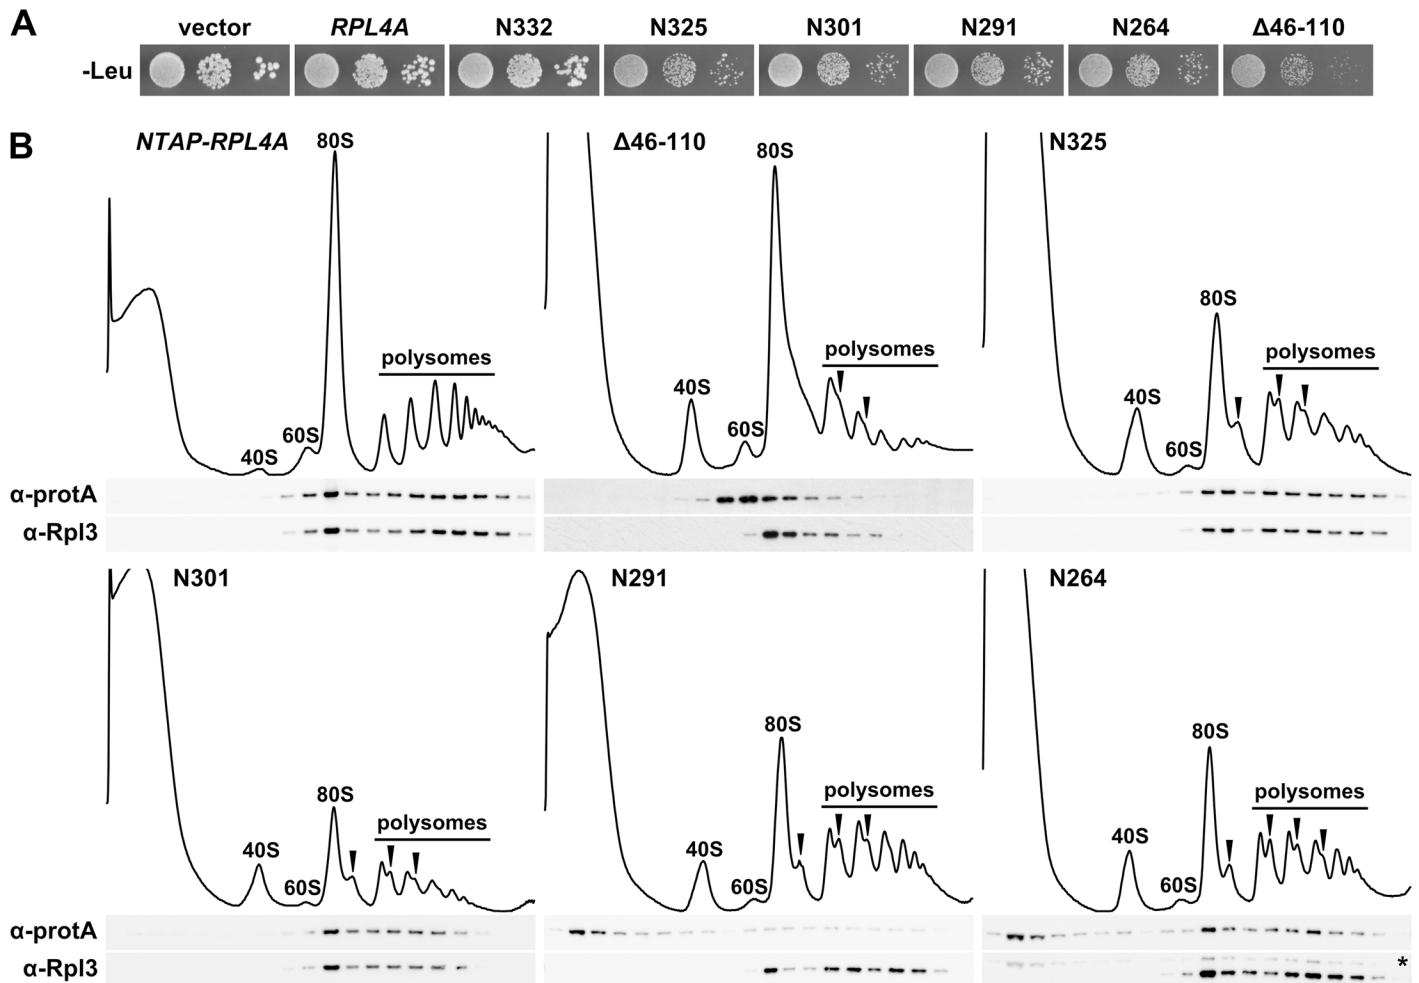 A
vector RPL4A N332 N325 N301 N291 N264 Δ46-110
-Leu
B
NTAP-RPL4A 80S Δ46-110 80S N325
80S
polysomes polysomes polysomes
40S 40S
60S 60S 60S
40S
α-protA
α-Rpl3
N301 N291 N264
80S 80S
80S polysomes polysomes
polysomes
40S 40S 40S
60S 60S 60S
α-protA
α-Rpl3 *